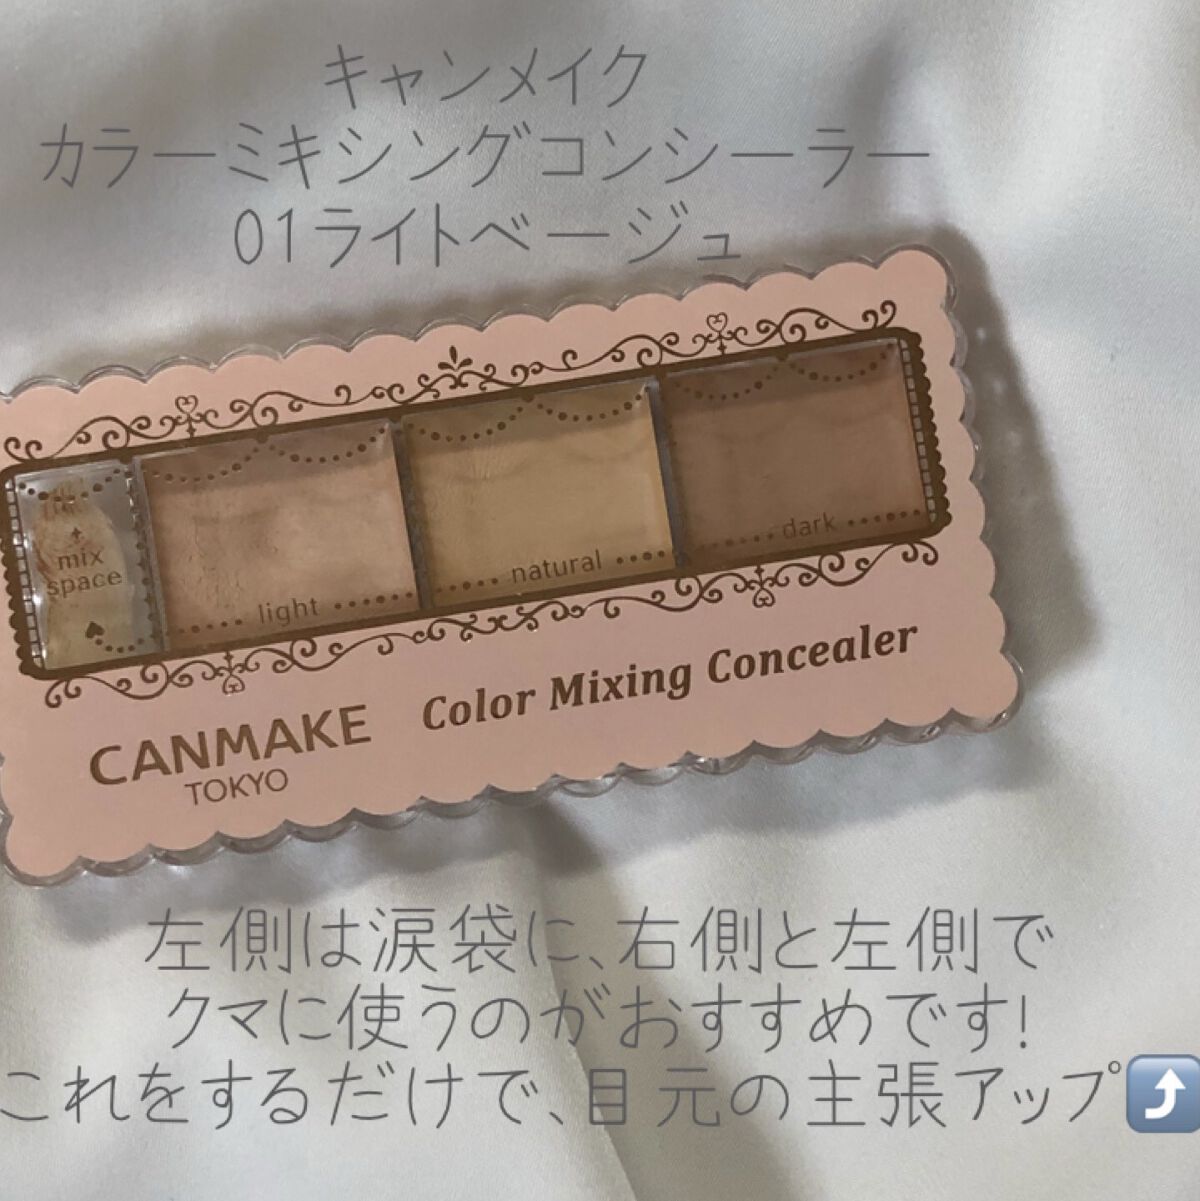 キャンメイク
カラーミキシングコンシーラー
01ライトベージュ
mix
space
light
natural
dark
CANMAKE
TOKYO
Color Mixing Concealer
左側は涙袋に、右側と左側で
クマに使うのがおすすめです!
これをするだけで、目元の主張アップ⤴